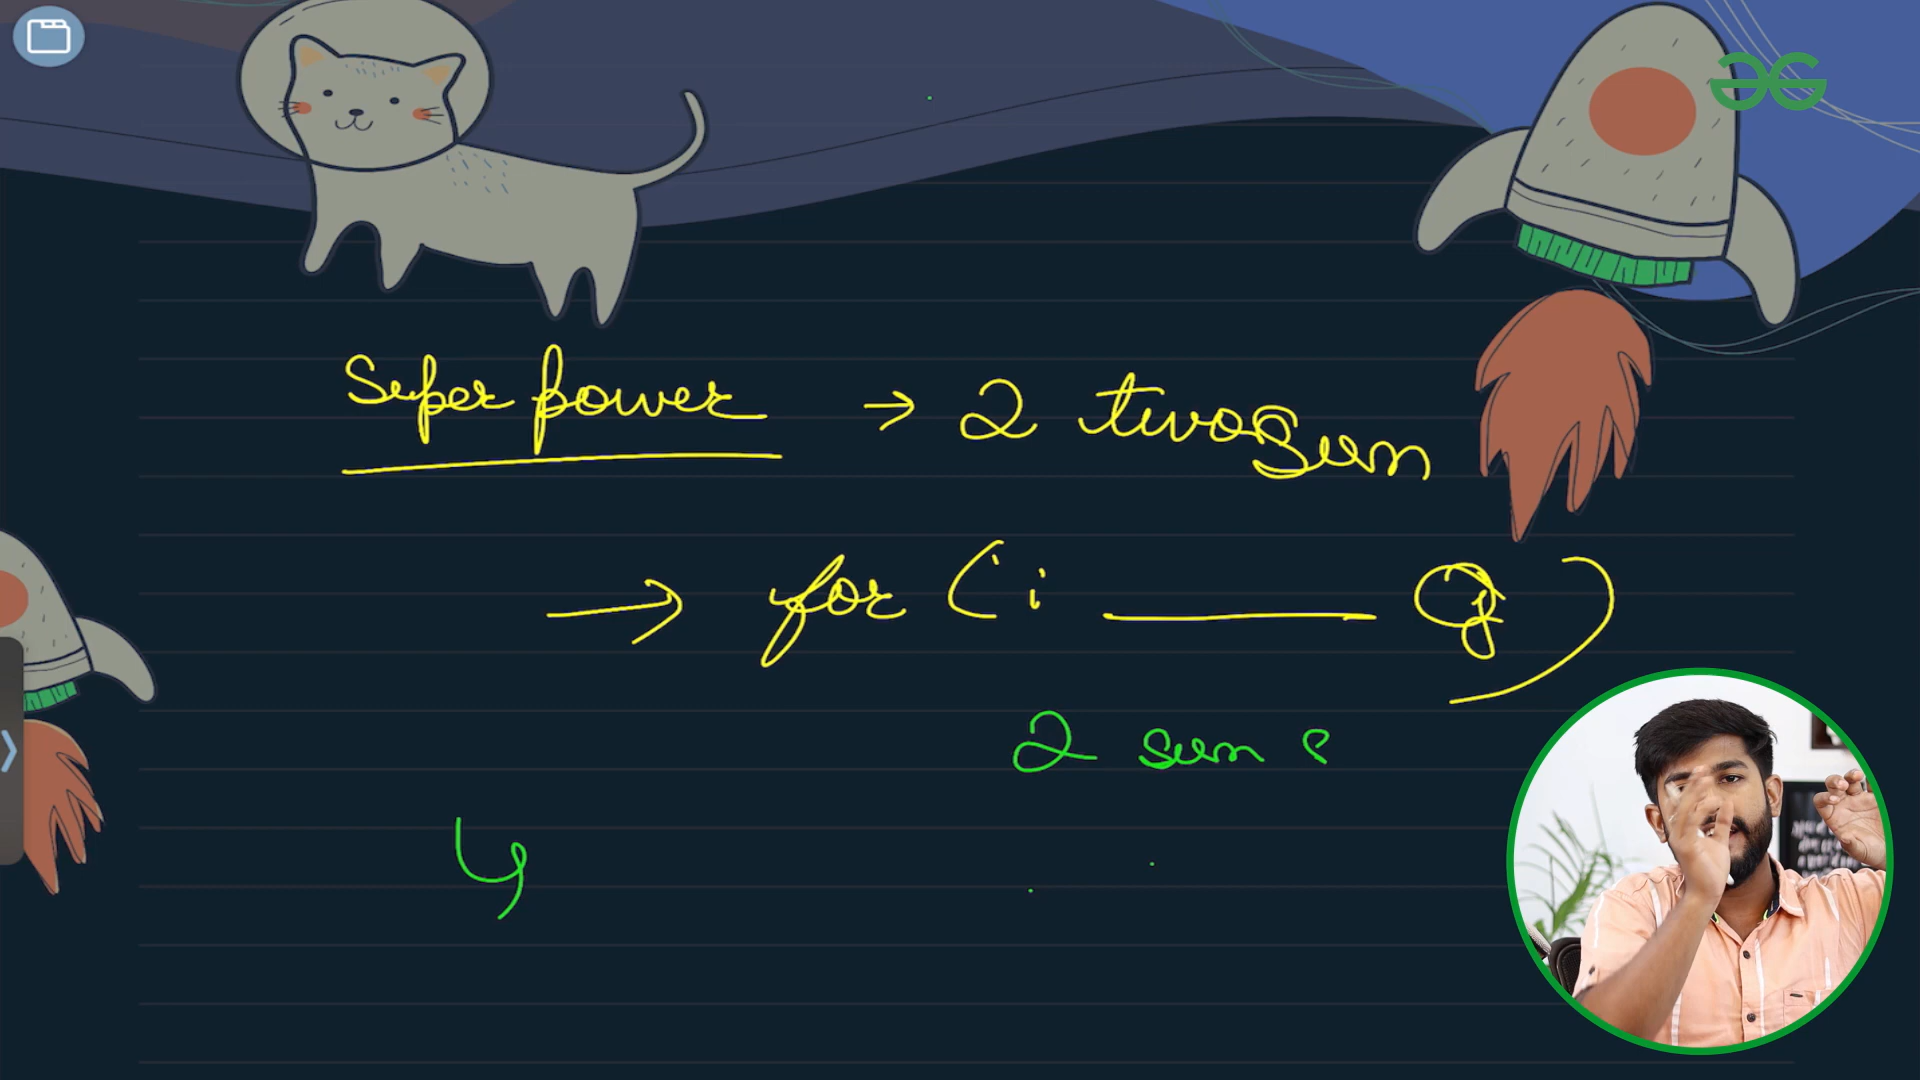 Super power → 2 twoSum
→ for (i —— j)
2 sum
4